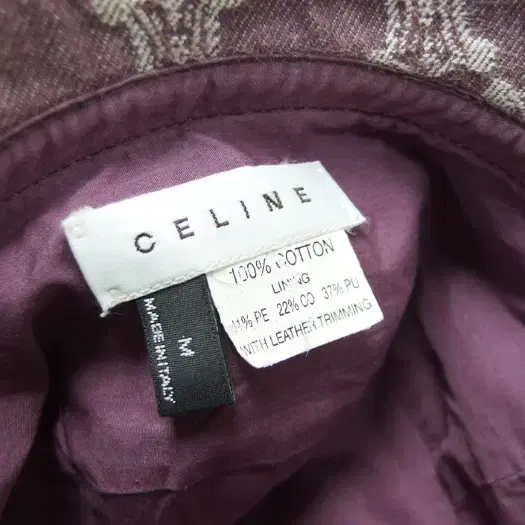 CELINE
100% COTTON
LINING
41% PE 22% CO 37% PU
WITH LEATHER TRIMMING
M
MADE IN ITALY